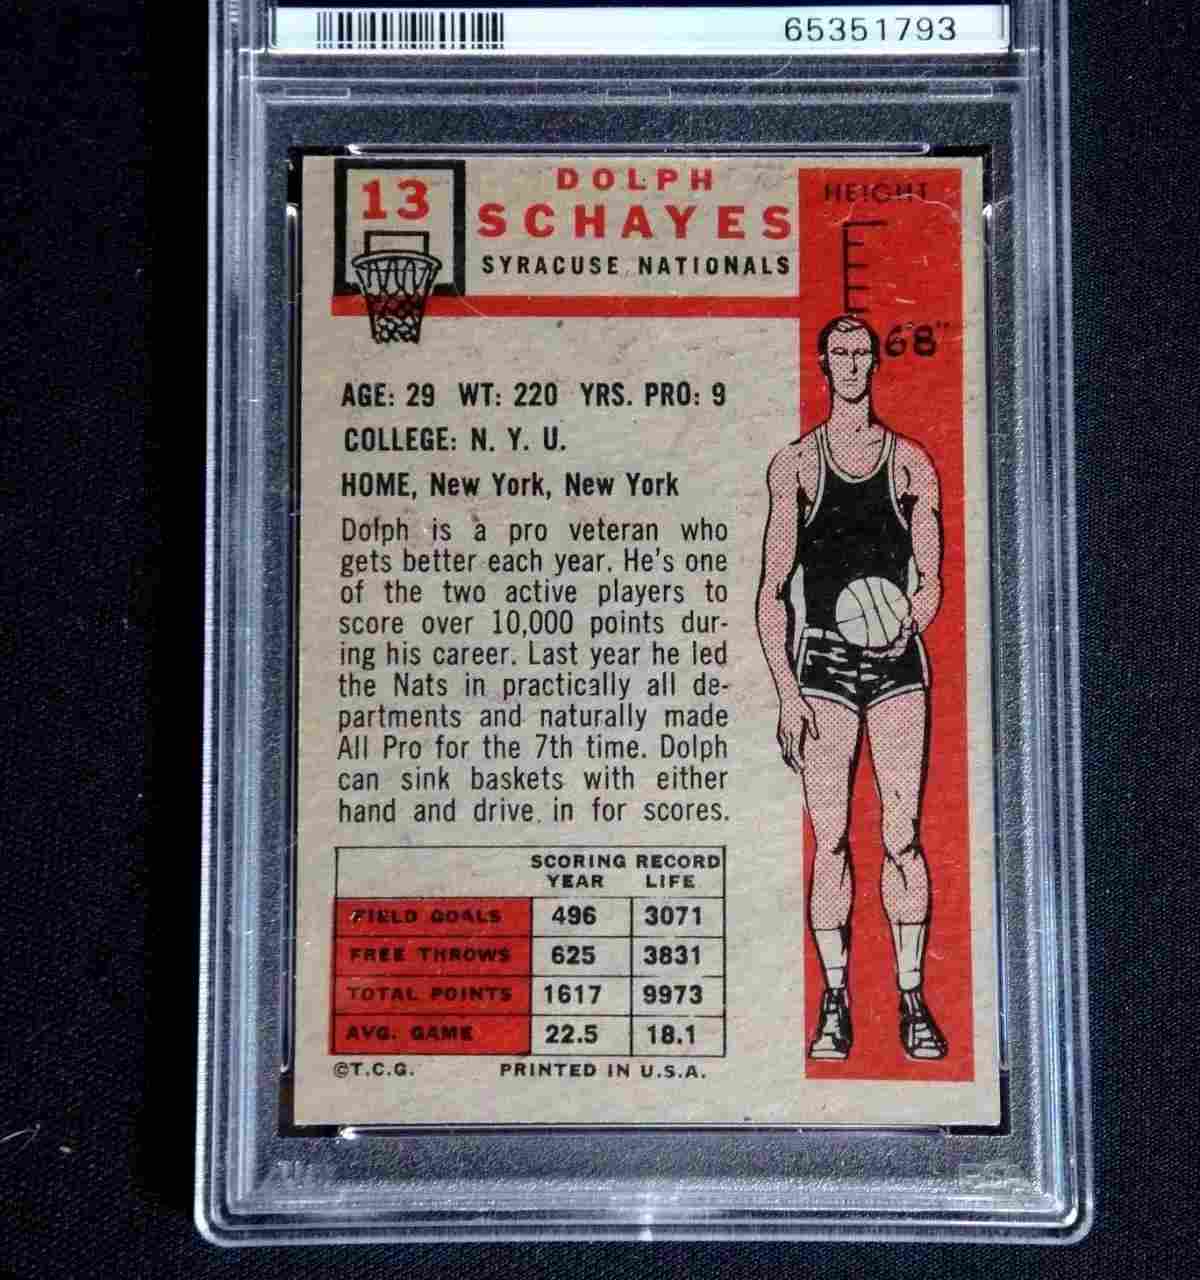 65351793
13
DOLPH
SCHAYES
SYRACUSE NATIONALS
HEIGHT
6'8"
AGE: 29 WT: 220 YRS. PRO: 9
COLLEGE: N. Y. U.
HOME, New York, New York
Dolph is a pro veteran who
gets better each year. He's one
of the two active players to
score over 10,000 points dur-
ing his career. Last year he led
the Nats in practically all de-
partments and naturally made
All Pro for the 7th time. Dolph
can sink baskets with either
hand and drive in for scores.
SCORING RECORD
YEAR LIFE
FIELD GOALS 496 3071
FREE THROWS 625 3831
TOTAL POINTS 1617 9973
AVG. GAME 22.5 18.1
©T.C.G. PRINTED IN U.S.A.